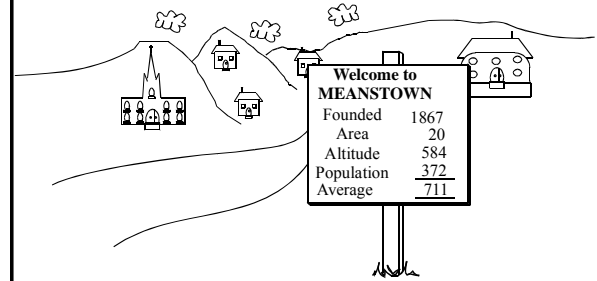 Welcome to
MEANSTOWN
Founded 1867
Area 20
Altitude 584
Population 372
Average 711